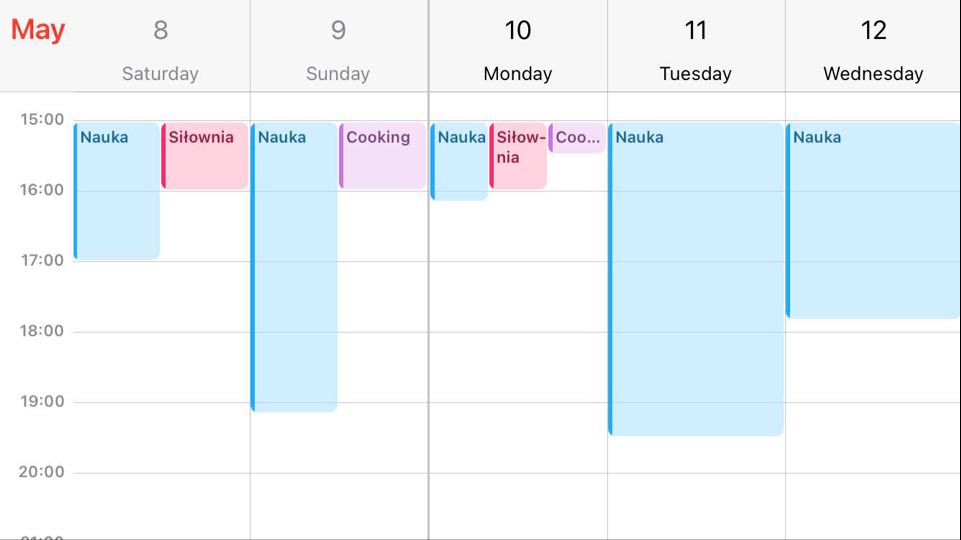 May
8
9
10
11
12
Saturday
Sunday
Monday
Tuesday
Wednesday
15:00
Nauka
Siłownia
Nauka
Cooking
Nauka
Siłow-
nia
Coo...
Nauka
Nauka
16:00
17:00
18:00
19:00
20:00